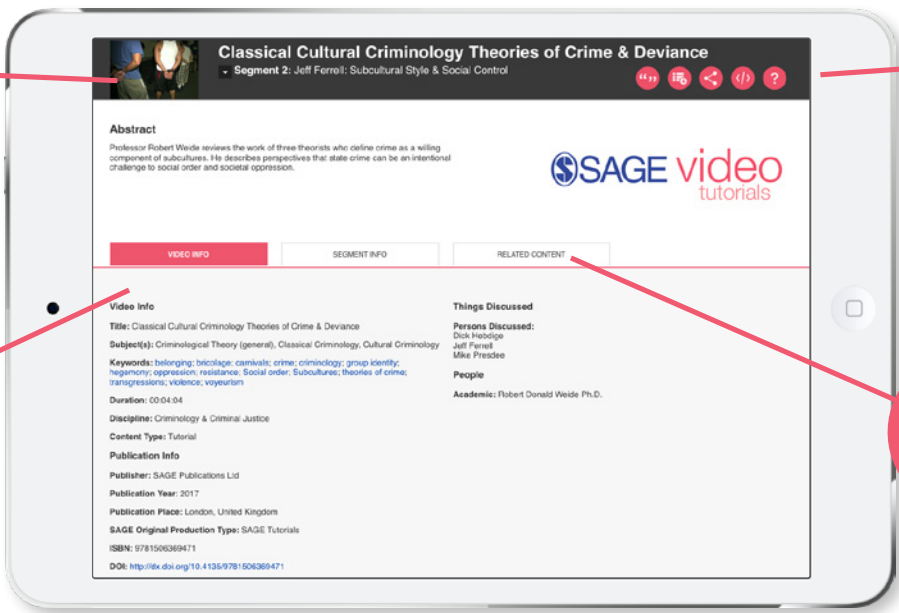 Classical Cultural Criminology Theories of Crime & Deviance
Segment 2: Jeff Ferrell: Subcultural Style & Social Control
Abstract
Professor Robert Weide reviews the work of three theorists who define crime as a willing
component of subcultures. He describes perspectives that state crime can be an intentional
challenge to social order and societal oppression.
SSAGE video
tutorials
VIDEO INFO
SEGMENT INFO
RELATED CONTENT
Video Info
Title: Classical Cultural Criminology Theories of Crime & Deviance
Subject(s): Criminological Theory (general), Classical Criminology, Cultural Criminology
Keywords: belonging; bricolage; carnivals; crime; criminology; group identity;
hegemony; oppression; resistance; Social order; Subcultures; theories of crime;
transgressions; violence; voyeurism
Duration: 00:04:04
Discipline: Criminology & Criminal Justice
Content Type: Tutorial
Publication Info
Publisher: SAGE Publications Ltd
Publication Year: 2017
Publication Place: London, United Kingdom
SAGE Original Production Type: SAGE Tutorials
ISBN: 9781506369471
DOI: http://dx.doi.org/10.4135/9781506369471
Things Discussed
Persons Discussed:
Dick Hebdige
Jeff Ferrell
Mike Presdee
People
Academic: Robert Donald Weide Ph.D.